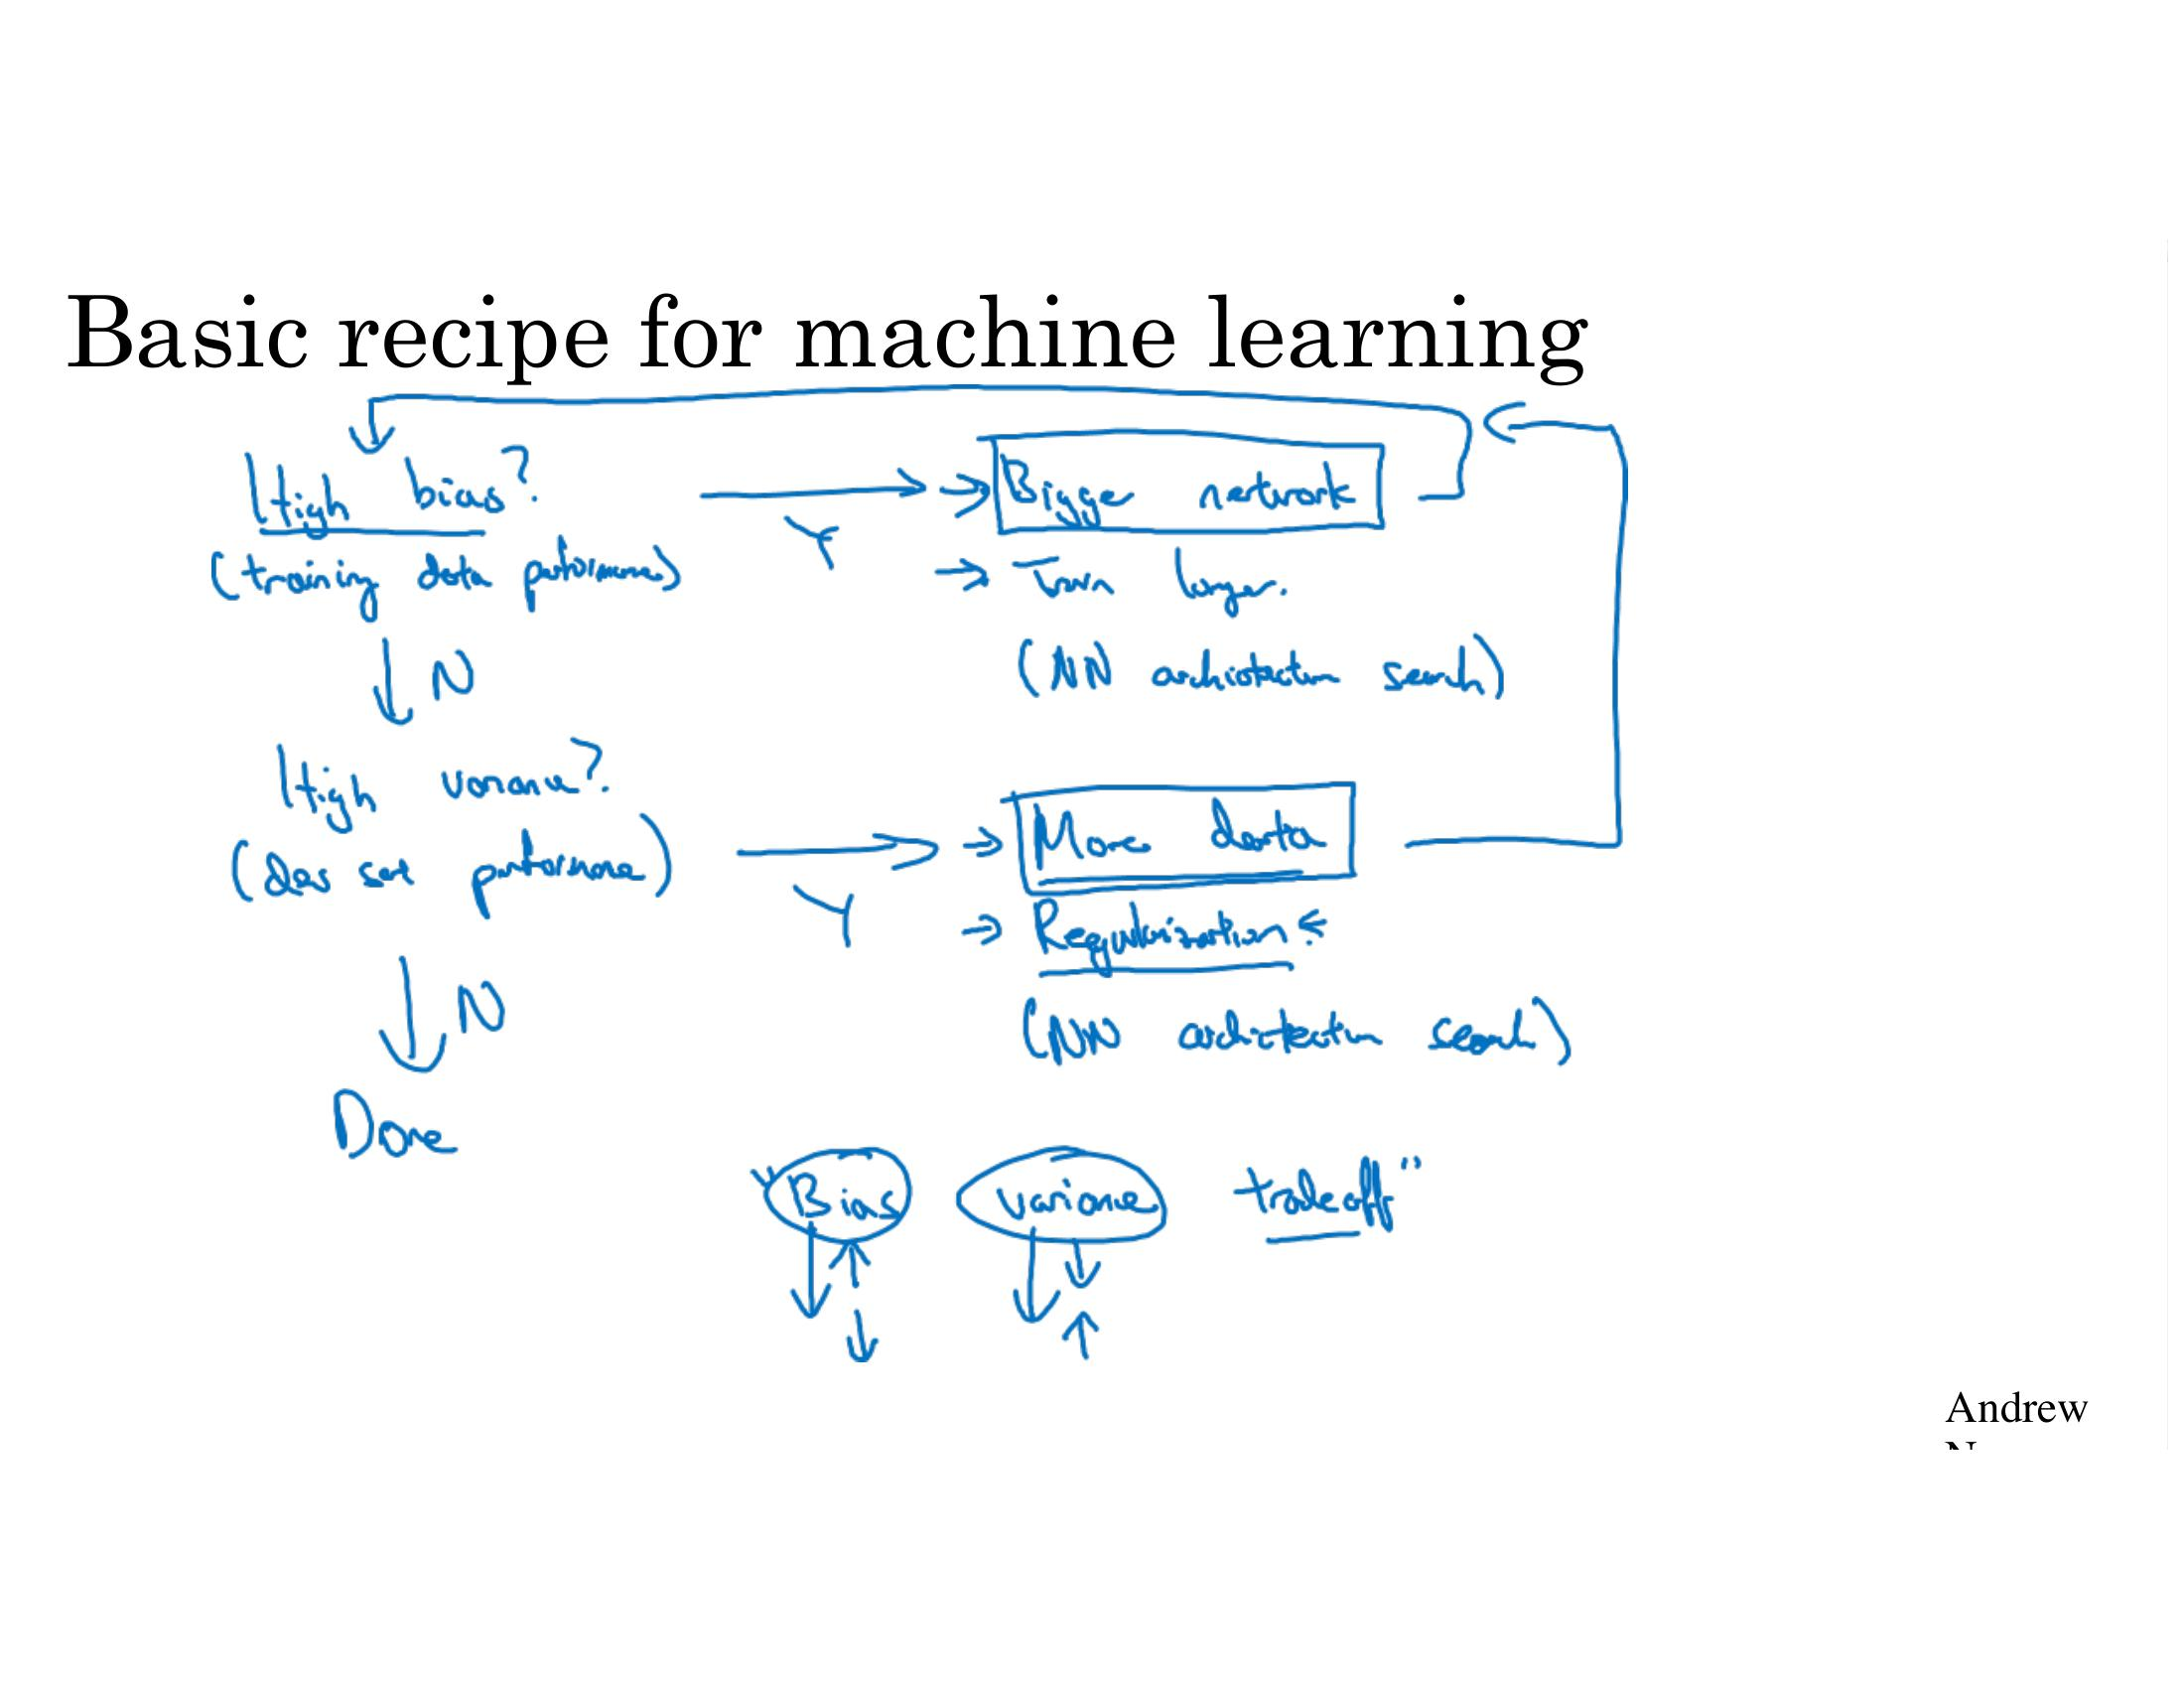 Basic recipe for machine learning
High bias?
(training data performance)
Y
Bigger network
Train longer.
(NN architecture search)
N
High variance?
(dev set performance)
Y
More data
Regularization
(NN architecture search)
N
Done
"Bias variance tradeoff"
Andrew